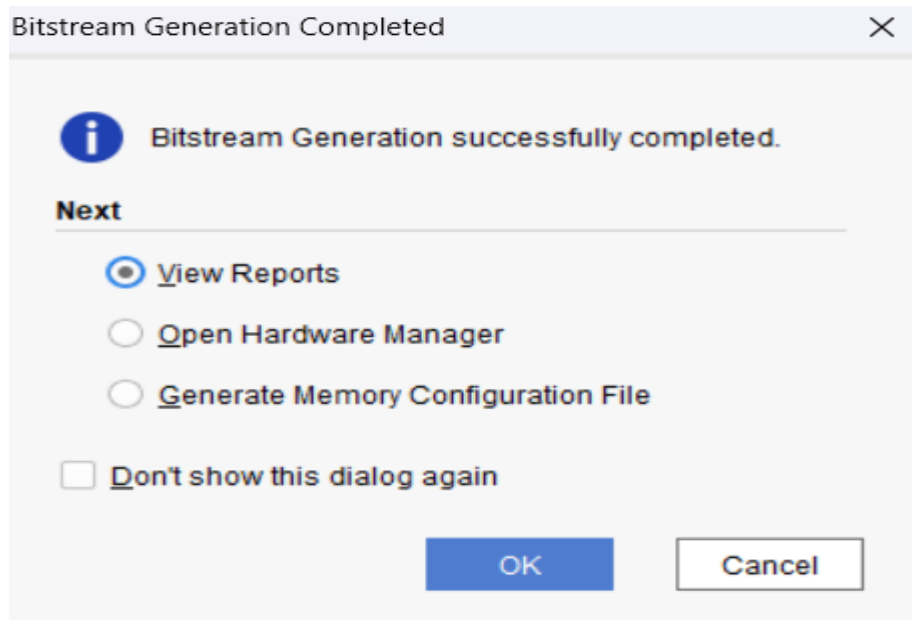 Bitstream Generation Completed
Bitstream Generation successfully completed.
Next
View Reports
Open Hardware Manager
Generate Memory Configuration File
Don't show this dialog again
OK
Cancel